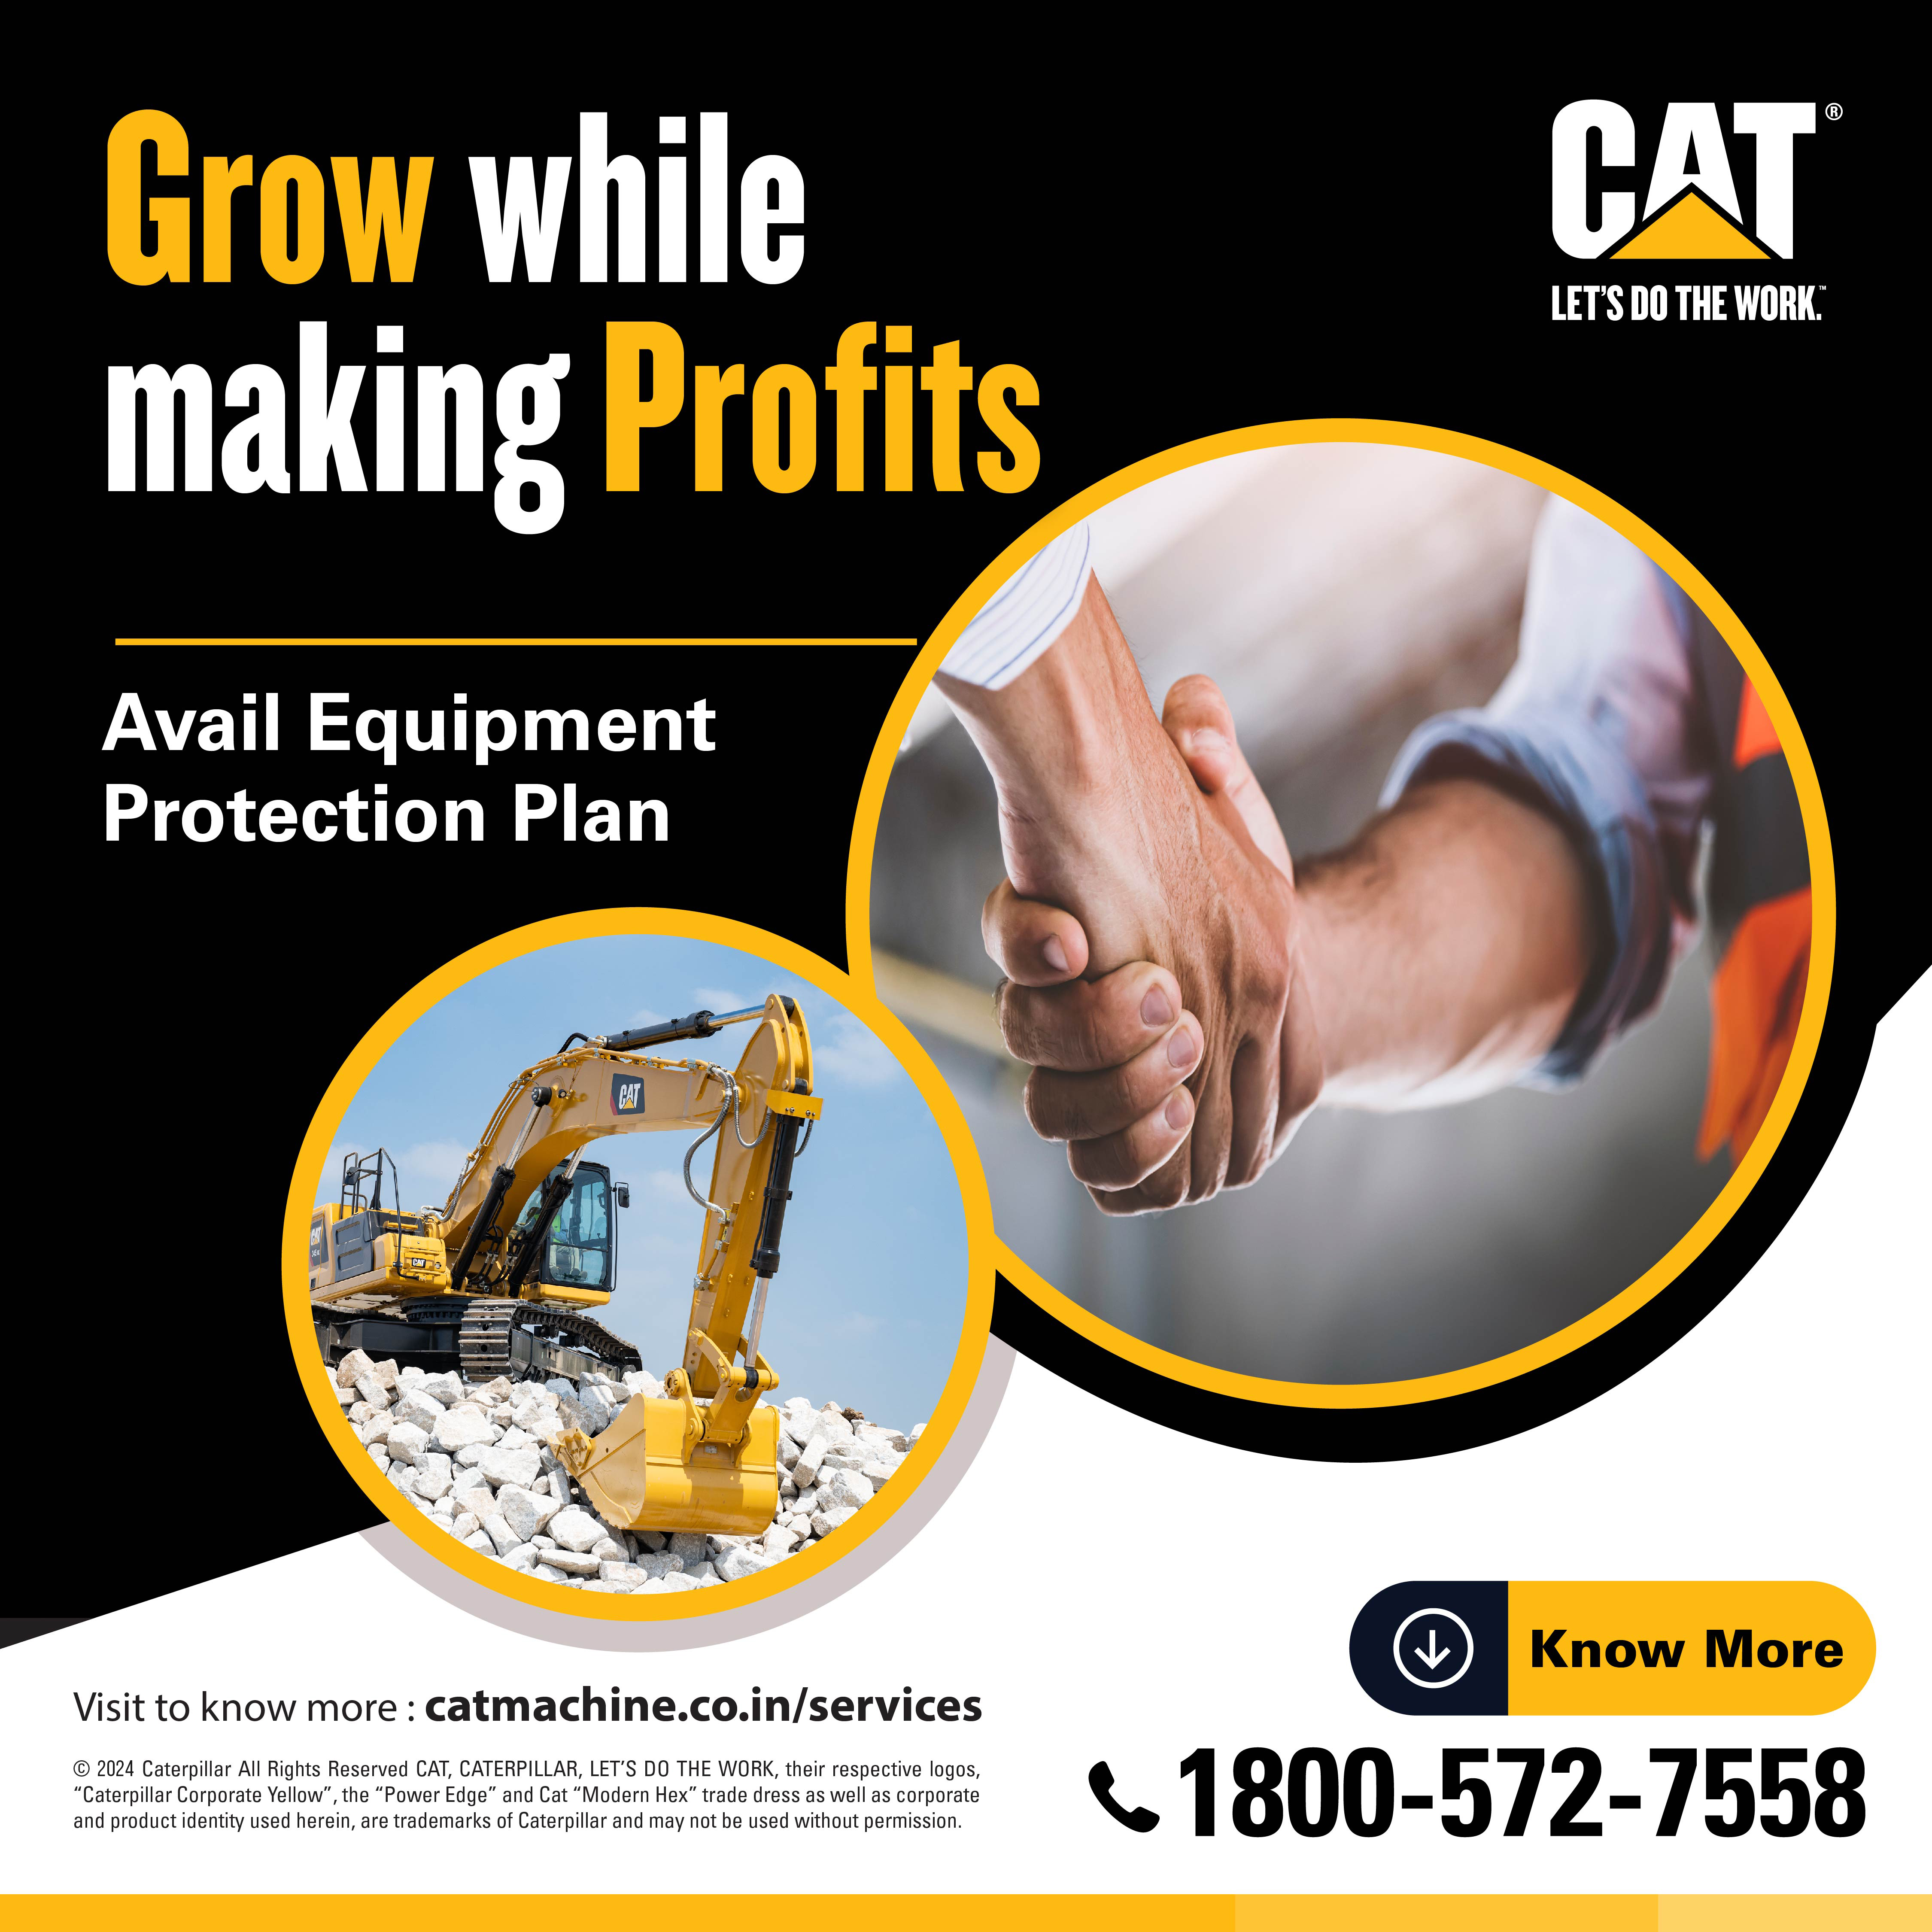 Grow while
making Profits
CAT®
LET'S DO THE WORK.™
Avail Equipment
Protection Plan
CAT
CAT
CAT
Know More
Visit to know more : catmachine.co.in/services
© 2024 Caterpillar All Rights Reserved CAT, CATERPILLAR, LET'S DO THE WORK, their respective logos,
“Caterpillar Corporate Yellow”, the “Power Edge” and Cat “Modern Hex” trade dress as well as corporate
and product identity used herein, are trademarks of Caterpillar and may not be used without permission.
1800-572-7558